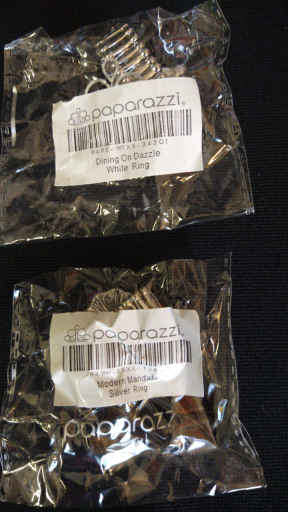 paparazzi
Dining On Dazzle
White Ring
paparazzi
Modern Mandala
Silver Ring
paparazzi